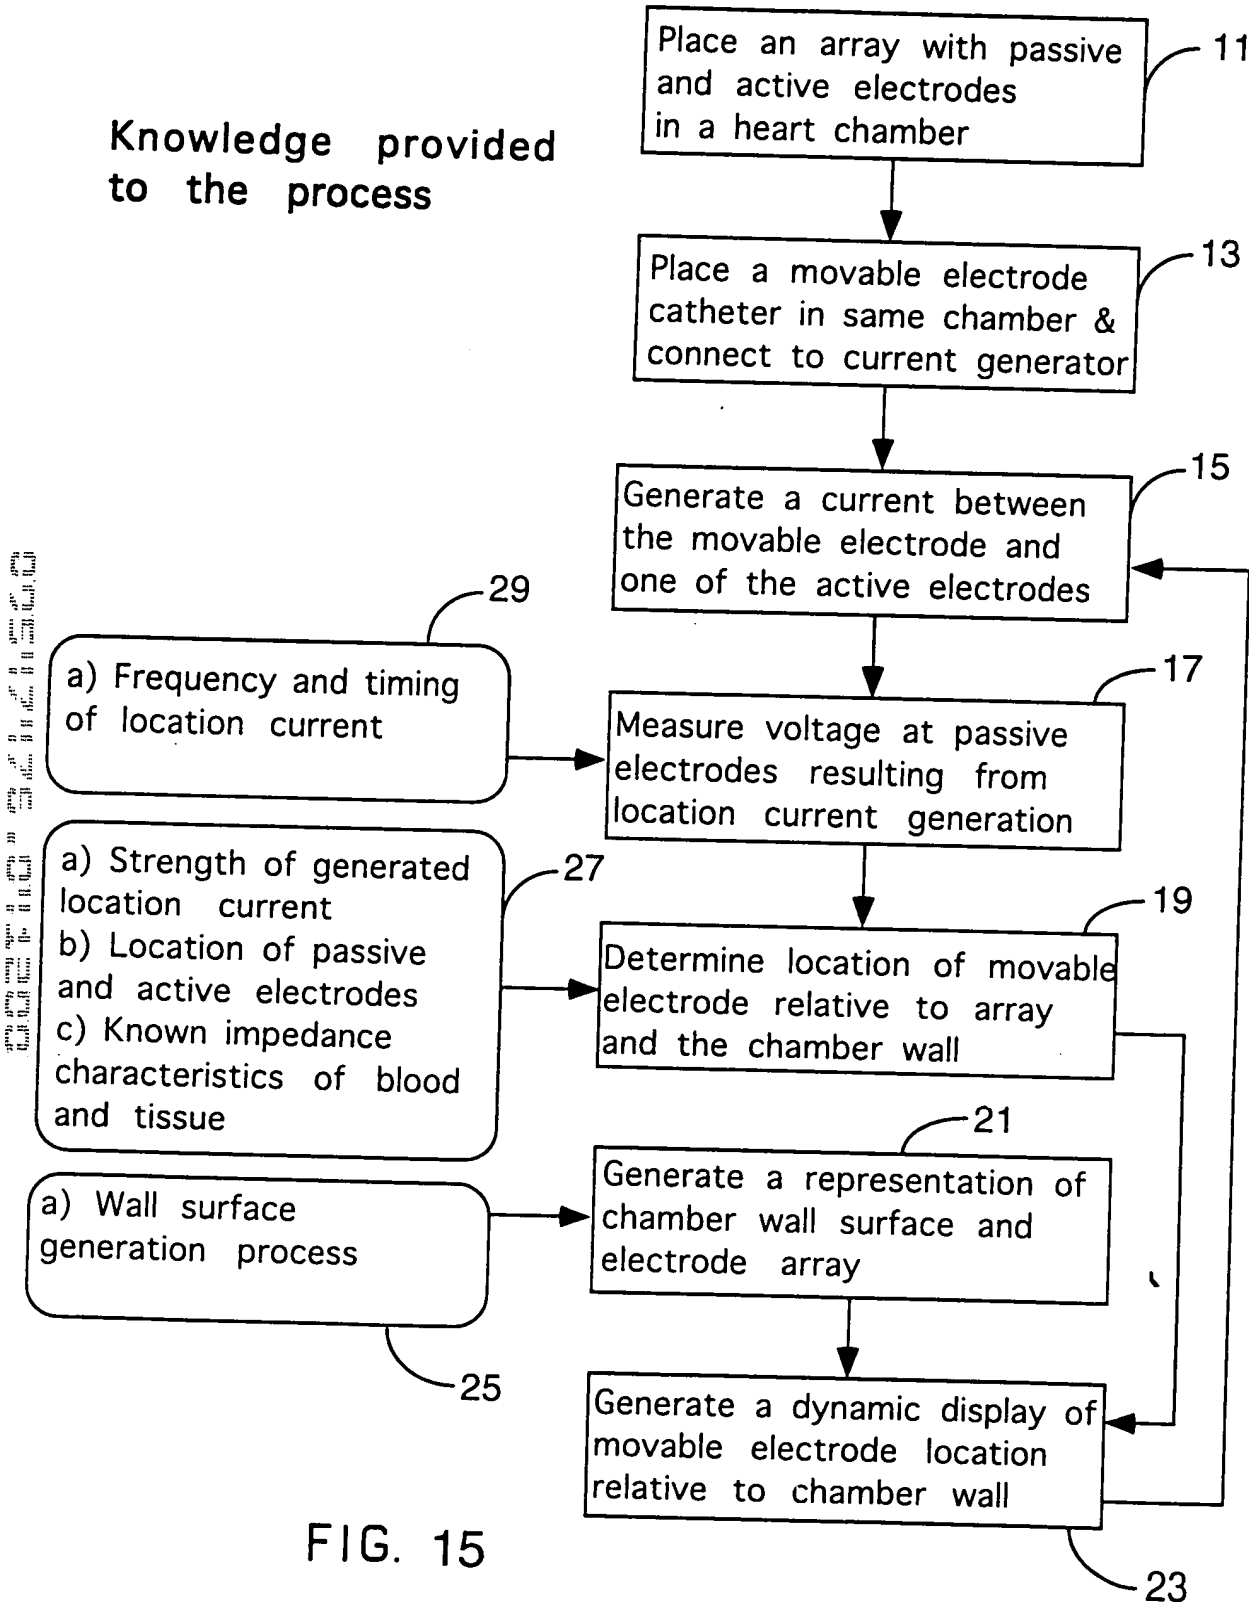 Place an array with passive
and active electrodes
in a heart chamber
11
Knowledge provided
to the process
Place a movable electrode
catheter in same chamber &
connect to current generator
13
Generate a current between
the movable electrode and
one of the active electrodes
15
29
a) Frequency and timing
of location current
Measure voltage at passive
electrodes resulting from
location current generation
17
a) Strength of generated
location current
b) Location of passive
and active electrodes
c) Known impedance
characteristics of blood
and tissue
27
Determine location of movable
electrode relative to array
and the chamber wall
19
a) Wall surface
generation process
25
Generate a representation of
chamber wall surface and
electrode array
21
Generate a dynamic display of
movable electrode location
relative to chamber wall
23
FIG. 15